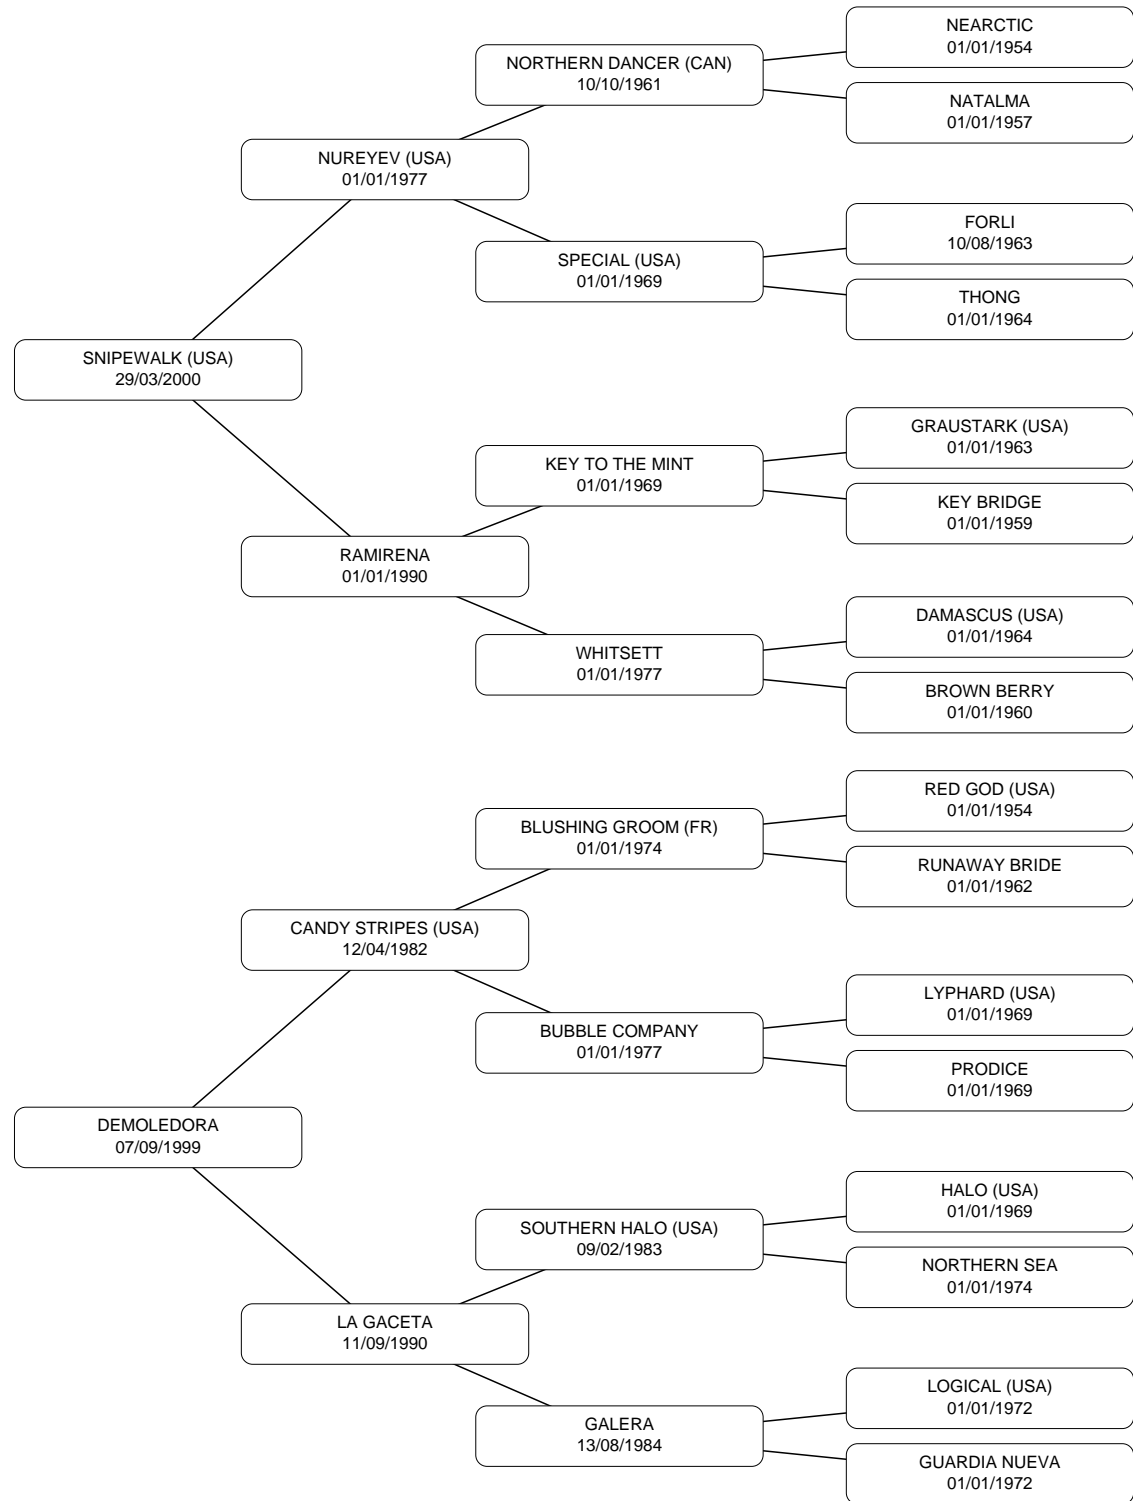 NEARCTIC
01/01/1954
NORTHERN DANCER (CAN)
10/10/1961
NATALMA
01/01/1957
NUREYEV (USA)
01/01/1977
FORLI
10/08/1963
SPECIAL (USA)
01/01/1969
THONG
01/01/1964
SNIPEWALK (USA)
29/03/2000
GRAUSTARK (USA)
01/01/1963
KEY TO THE MINT
01/01/1969
KEY BRIDGE
01/01/1959
RAMIRENA
01/01/1990
DAMASCUS (USA)
01/01/1964
WHITSETT
01/01/1977
BROWN BERRY
01/01/1960
RED GOD (USA)
01/01/1954
BLUSHING GROOM (FR)
01/01/1974
RUNAWAY BRIDE
01/01/1962
CANDY STRIPES (USA)
12/04/1982
LYPHARD (USA)
01/01/1969
BUBBLE COMPANY
01/01/1977
PRODICE
01/01/1969
DEMOLEDORA
07/09/1999
HALO (USA)
01/01/1969
SOUTHERN HALO (USA)
09/02/1983
NORTHERN SEA
01/01/1974
LA GACETA
11/09/1990
LOGICAL (USA)
01/01/1972
GALERA
13/08/1984
GUARDIA NUEVA
01/01/1972